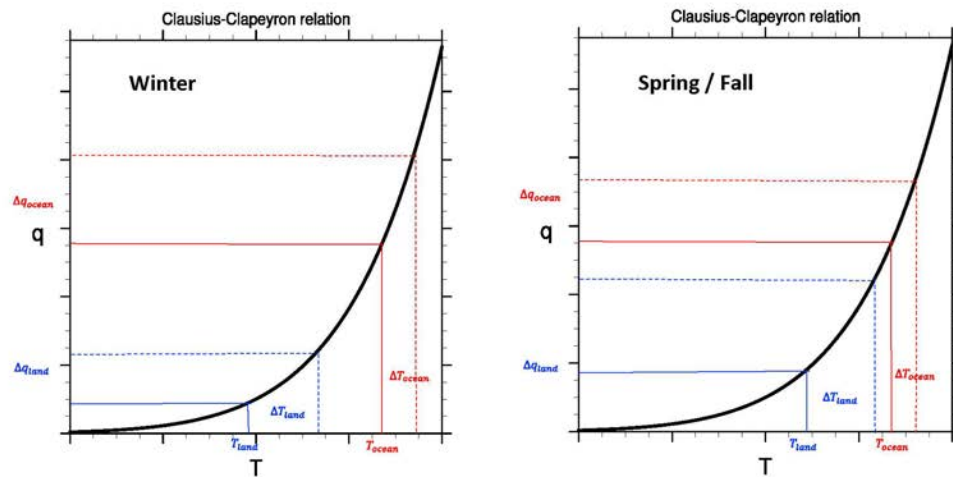 Clausius-Clapeyron relation
Winter
Δq_ocean
q
Δq_land
ΔT_ocean
ΔT_land
T_land
T_ocean
T
Clausius-Clapeyron relation
Spring / Fall
Δq_ocean
q
Δq_land
ΔT_ocean
ΔT_land
T_land
T_ocean
T